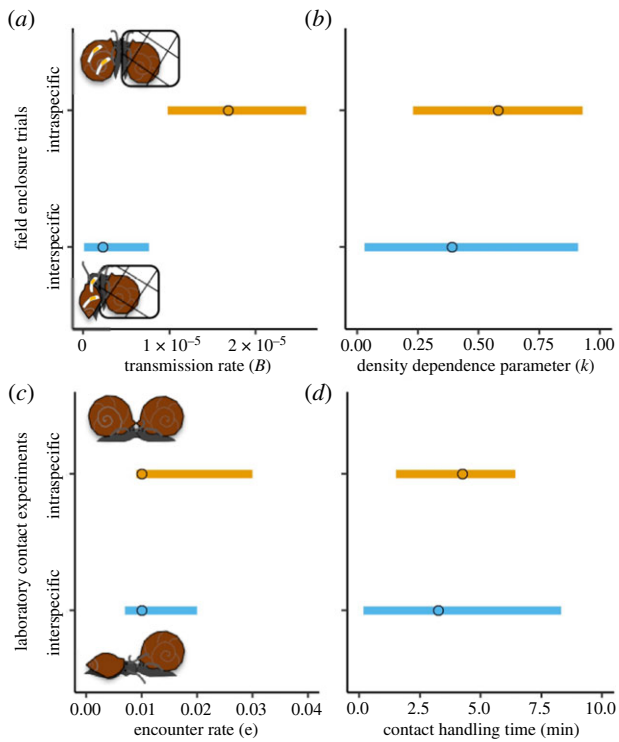 (a)
(b)
field enclosure trials
intraspecific
interspecific
0
1 × 10⁻⁵
2 × 10⁻⁵
transmission rate (B)
0.00
0.25
0.50
0.75
1.00
density dependence parameter (k)
(c)
(d)
laboratory contact experiments
intraspecific
interspecific
0.00
0.01
0.02
0.03
0.04
encounter rate (e)
0
2.5
5.0
7.5
10.0
contact handling time (min)